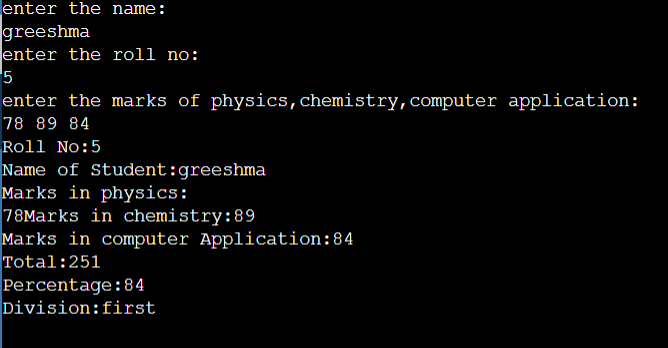 enter the name:
greeshma
enter the roll no:
5
enter the marks of physics,chemistry,computer application:
78 89 84
Roll No:5
Name of Student:greeshma
Marks in physics:
78Marks in chemistry:89
Marks in computer Application:84
Total:251
Percentage:84
Division:first